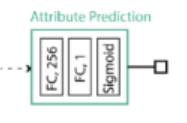 Attribute Prediction
FC, 256
FC, 1
Sigmoid